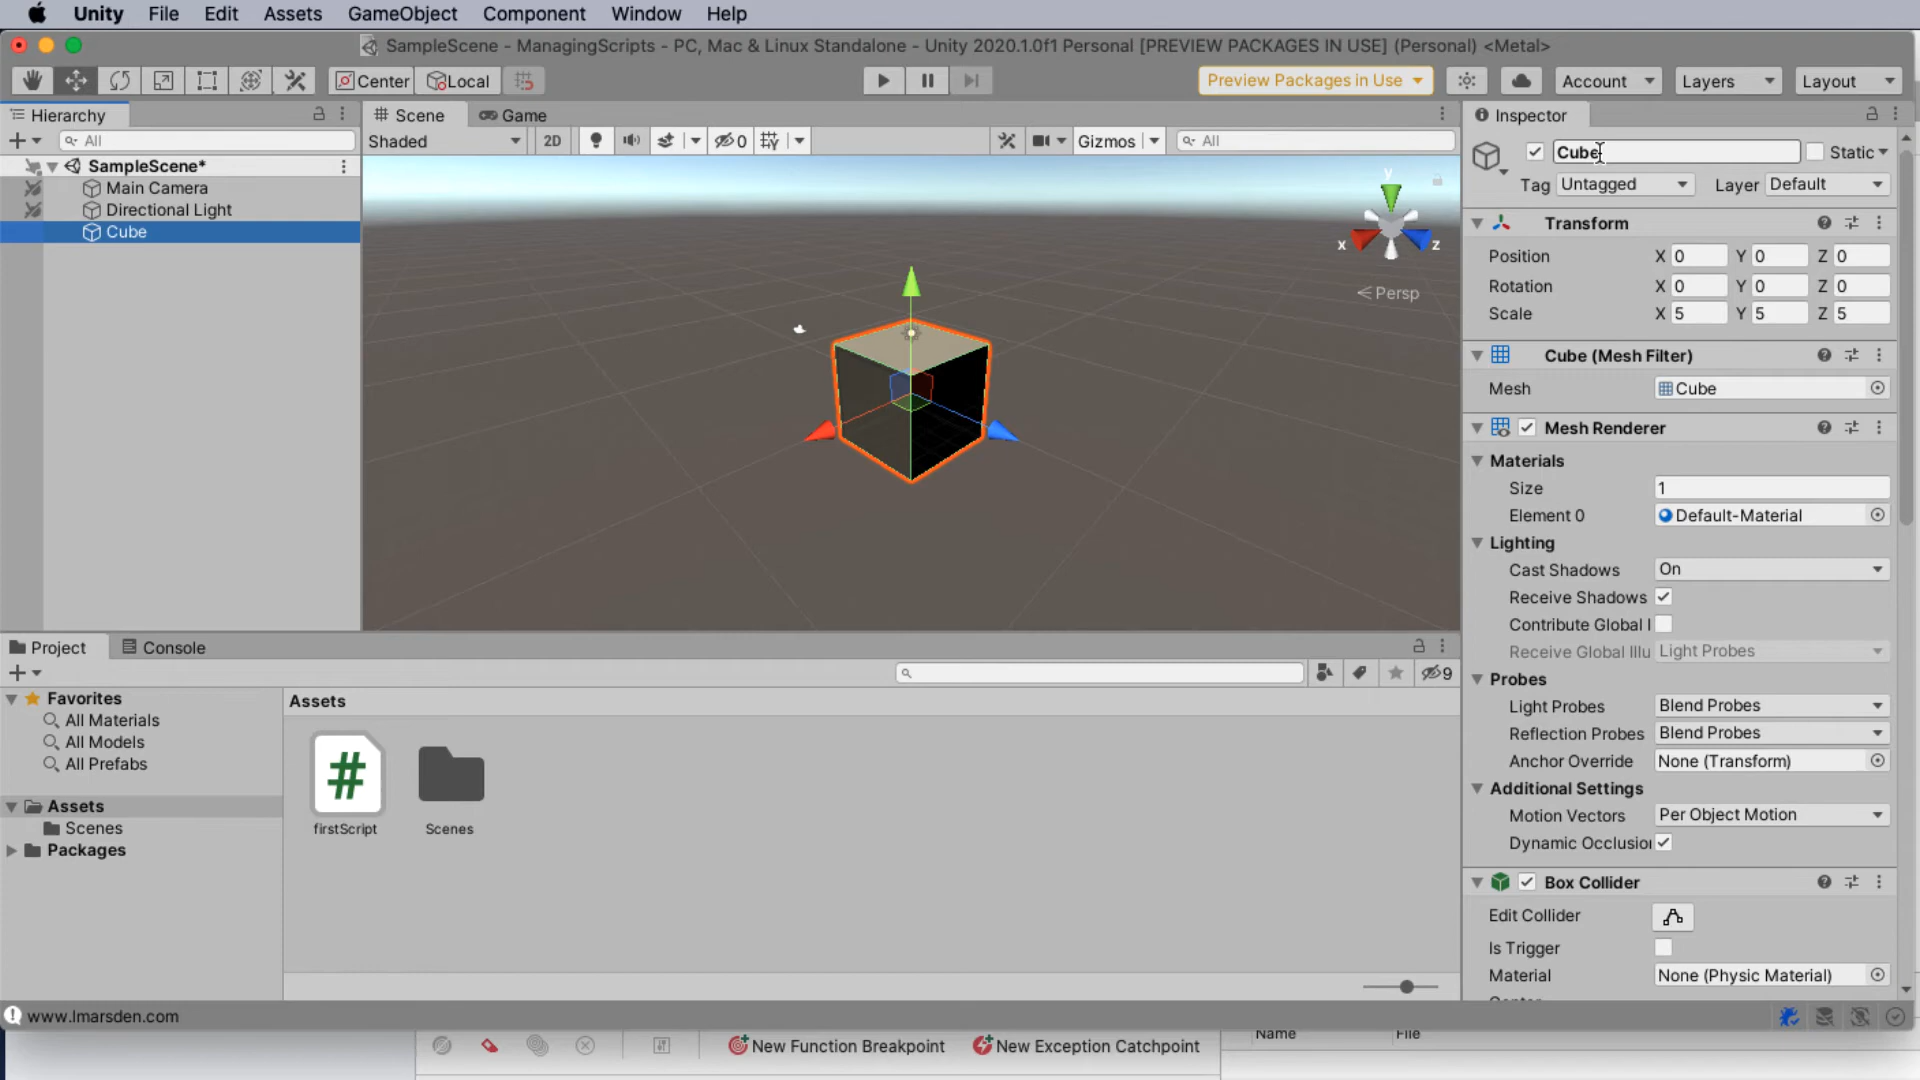 Unity File Edit Assets GameObject Component Window Help
SampleScene - ManagingScripts - PC, Mac & Linux Standalone - Unity 2020.1.0f1 Personal [PREVIEW PACKAGES IN USE] (Personal) <Metal>
Center Local Preview Packages in Use Account Layers Layout
Hierarchy
All
SampleScene*
Main Camera
Directional Light
Cube
Scene Game
Shaded 2D 0 Gizmos All
y
x z
Persp
Inspector
Cube Static
Tag Untagged Layer Default
Transform
Position X 0 Y 0 Z 0
Rotation X 0 Y 0 Z 0
Scale X 5 Y 5 Z 5
Cube (Mesh Filter)
Mesh Cube
Mesh Renderer
Materials
Size 1
Element 0 Default-Material
Lighting
Cast Shadows On
Receive Shadows
Contribute Global I
Receive Global Illu Light Probes
Probes
Light Probes Blend Probes
Reflection Probes Blend Probes
Anchor Override None (Transform)
Additional Settings
Motion Vectors Per Object Motion
Dynamic Occlusio
Box Collider
Edit Collider
Is Trigger
Material None (Physic Material)
Project Console
9
Favorites
All Materials
All Models
All Prefabs
Assets
Scenes
Packages
Assets
#
firstScript Scenes
www.lmarsden.com
New Function Breakpoint New Exception Catchpoint
Name File